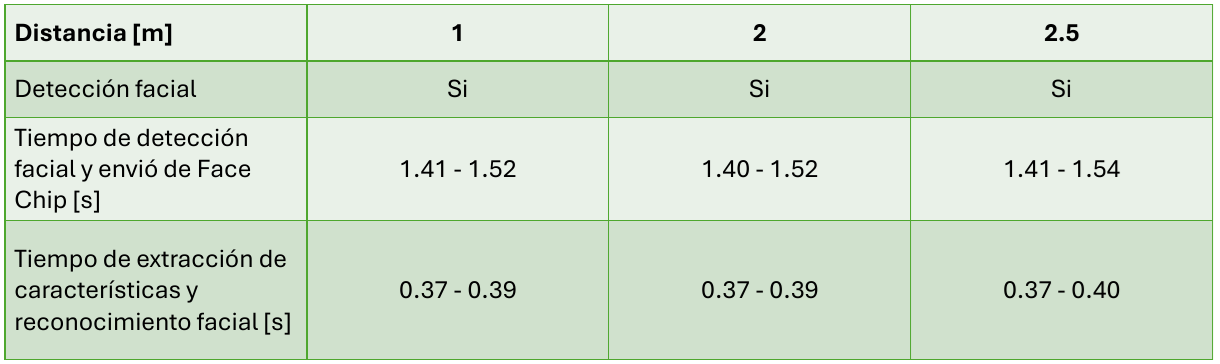 Distancia [m] 1 2 2.5
Detección facial Si Si Si
Tiempo de detección
facial y envió de Face
Chip [s]
1.41 - 1.52 1.40 - 1.52 1.41 - 1.54
Tiempo de extracción de
características y
reconocimiento facial [s]
0.37 - 0.39 0.37 - 0.39 0.37 - 0.40